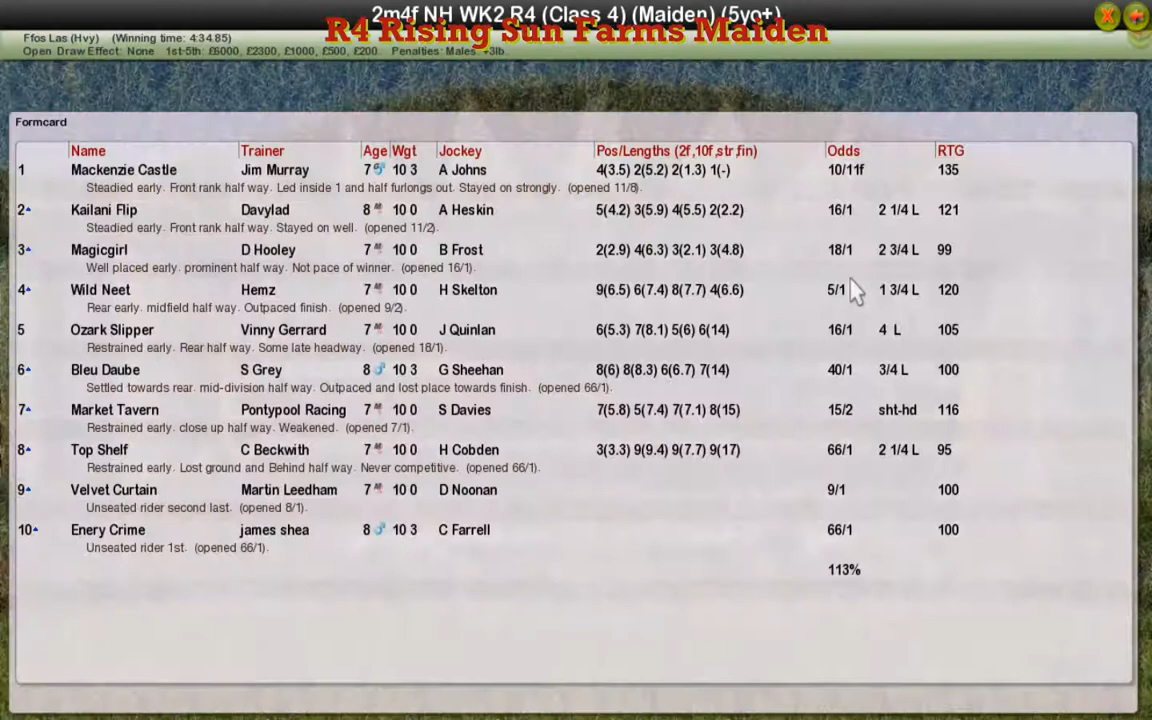 2m4f NH WK2 R4 (Class 4) (Maiden) (5yo+)
R4 Rising Sun Farms Maiden
Ffos Las (Hvy) (Winning time: 4:34.85)
Open Draw Effect: None 1st-5th: £6000, £2300, £1000, £500, £200. Penalties: Males +3lb.
Formcard
Name Trainer Age Wgt Jockey Pos/Lengths (2f,10f,str,fin) Odds RTG
1 Mackenzie Castle Jim Murray 7 10 3 A Johns 4(3.5) 2(5.2) 2(1.3) 1(-) 10/11f 135
Steadied early. Front rank half way. Led inside 1 and half furlongs out. Stayed on strongly. (opened 11/8).
2 Kailani Flip Davylad 8 10 0 A Heskin 5(4.2) 3(5.9) 4(5.5) 2(2.2) 16/1 2 1/4 L 121
Steadied early. Front rank half way. Stayed on well. (opened 11/2).
3 Magicgirl D Hooley 7 10 0 B Frost 2(2.9) 4(6.3) 3(2.1) 3(4.8) 18/1 2 3/4 L 99
Well placed early. prominent half way. Not pace of winner. (opened 16/1).
4 Wild Neet Hemz 7 10 0 H Skelton 9(6.5) 6(7.4) 8(7.7) 4(6.6) 5/1 1 3/4 L 120
Rear early. midfield half way. Outpaced finish. (opened 9/2).
5 Ozark Slipper Vinny Gerrard 7 10 0 J Quinlan 6(5.3) 7(8.1) 5(6) 6(14) 16/1 4 L 105
Restrained early. Rear half way. Some late headway. (opened 18/1).
6 Bleu Daube S Grey 8 10 3 G Sheehan 8(6) 8(8.3) 6(6.7) 7(14) 40/1 3/4 L 100
Settled towards rear. mid-division half way. Outpaced and lost place towards finish. (opened 66/1).
7 Market Tavern Pontypool Racing 7 10 0 S Davies 7(5.8) 5(7.4) 7(7.1) 8(15) 15/2 sht-hd 116
Restrained early. close up half way. Weakened. (opened 7/1).
8 Top Shelf C Beckwith 7 10 0 H Cobden 3(3.3) 9(9.4) 9(7.7) 9(17) 66/1 2 1/4 L 95
Restrained early. Lost ground and Behind half way. Never competitive. (opened 66/1).
9 Velvet Curtain Martin Leedham 7 10 0 D Noonan 9/1 100
Unseated rider second last. (opened 8/1).
10 Enery Crime james shea 8 10 3 C Farrell 66/1 100
Unseated rider 1st. (opened 66/1).
113%